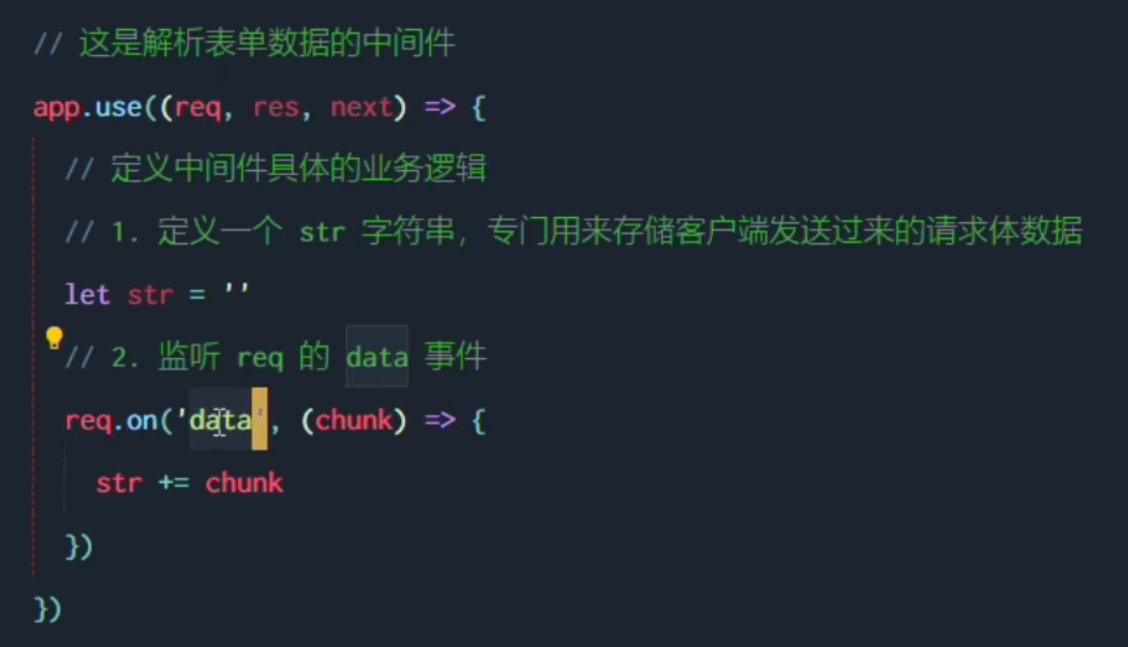 // 这是解析表单数据的中间件
app.use((req, res, next) => {
// 定义中间件具体的业务逻辑
// 1. 定义一个 str 字符串，专门用来存储客户端发送过来的请求体数据
let str = ''
// 2. 监听 req 的 data 事件
req.on('data', (chunk) => {
str += chunk
})
})